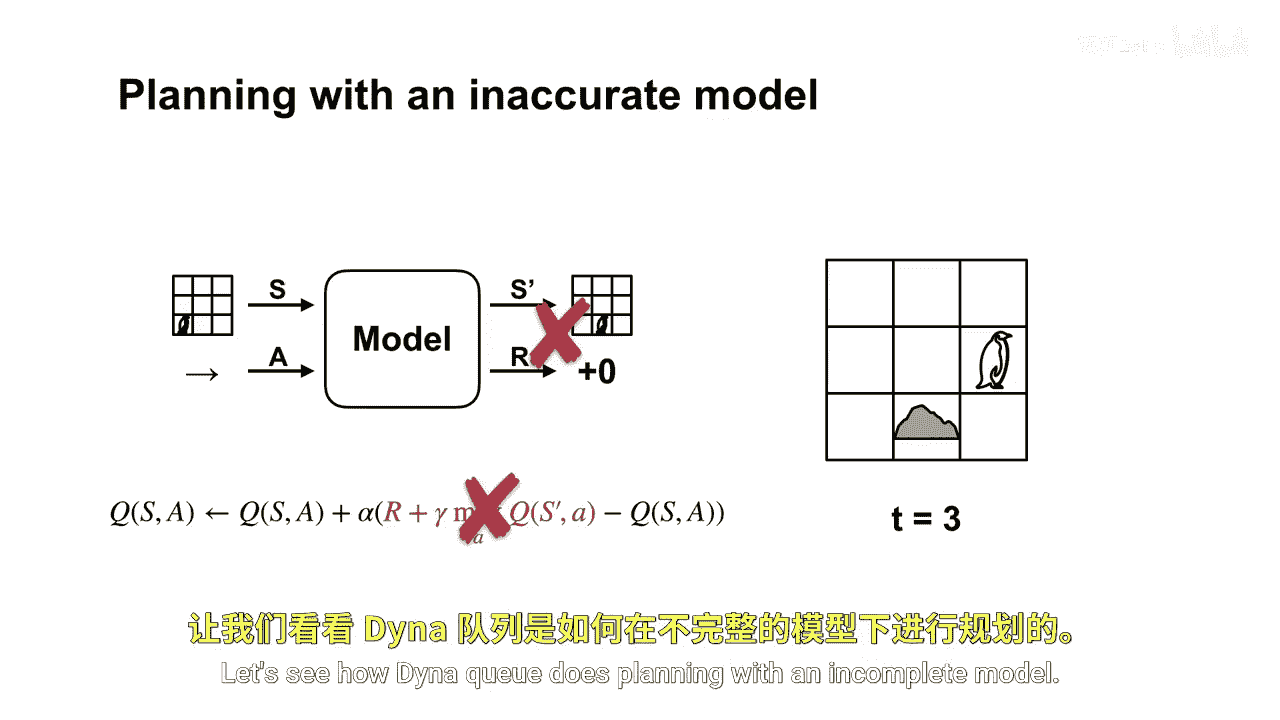 Planning with an inaccurate model
S
A
Model
S’
R
+0
Q(S, A) ← Q(S, A) + α(R + γ Q(S′, a) − Q(S, A))
a
t = 3
让我们看看 Dyna 队列是如何在不完整的模型下进行规划的。
Let's see how Dyna queue does planning with an incomplete model.